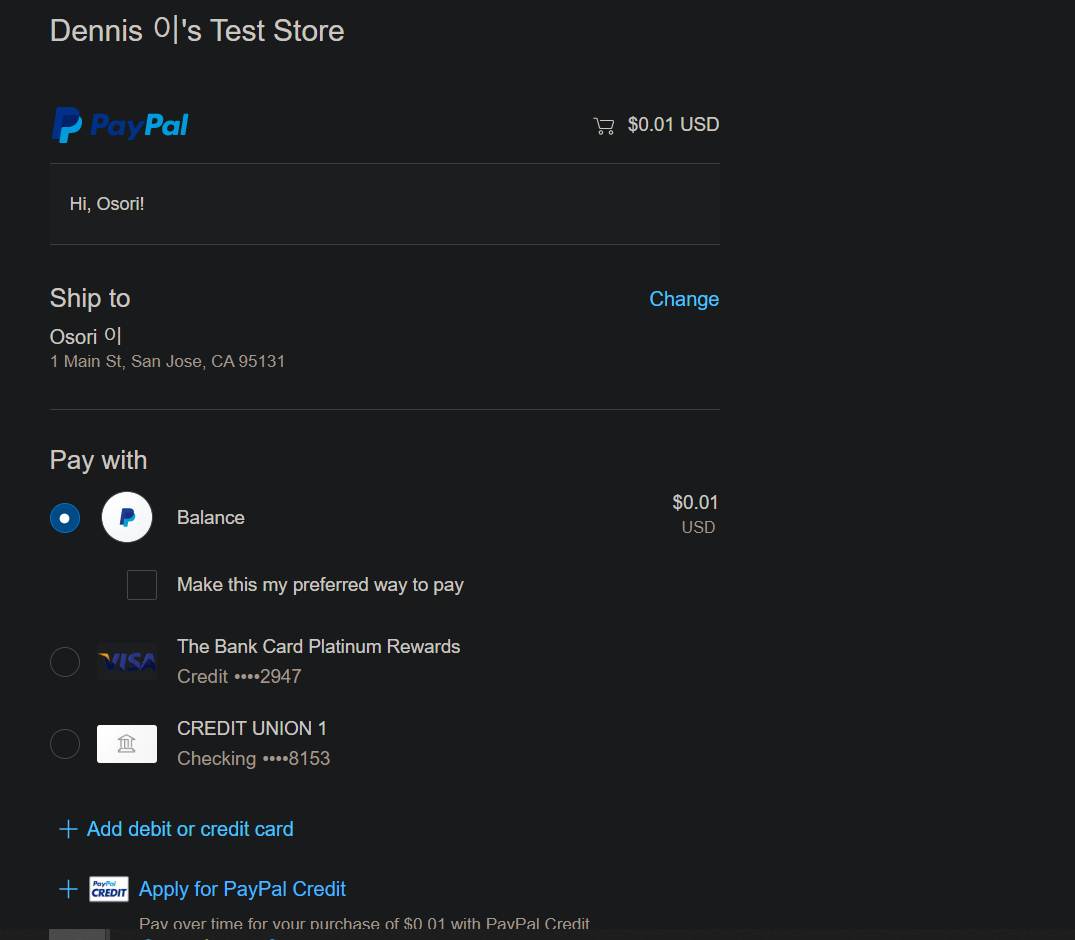 Dennis 이's Test Store
PayPal
$0.01 USD
Hi, Osori!
Ship to
Change
Osori 이
1 Main St, San Jose, CA 95131
Pay with
Balance
$0.01
USD
Make this my preferred way to pay
VISA
The Bank Card Platinum Rewards
Credit ••••2947
CREDIT UNION 1
Checking ••••8153
Add debit or credit card
PayPal
CREDIT
Apply for PayPal Credit
Pay over time for your purchase of $0.01 with PayPal Credit